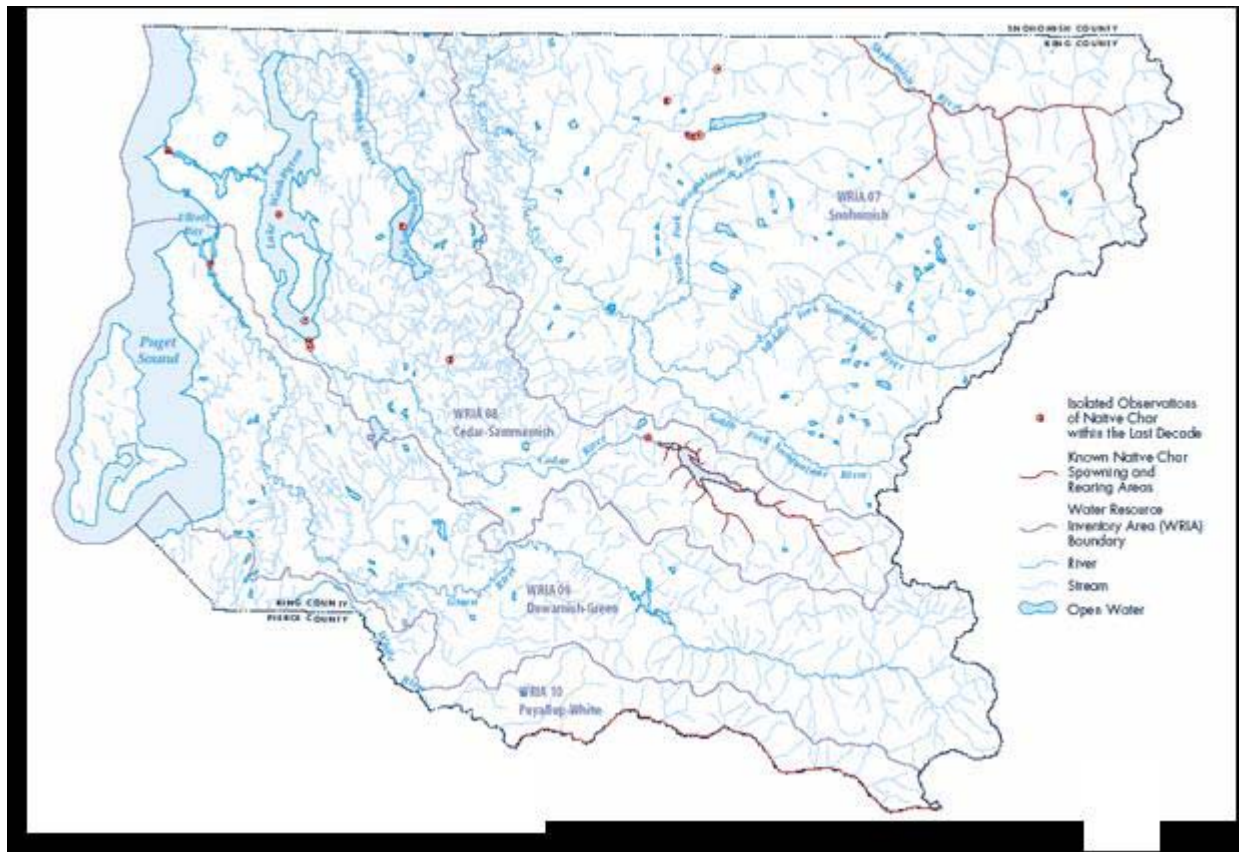 SNOHOMISH COUNTY
KING COUNTY
Skykomish
River
Sammamish
River
Lake Washington
Elliott
Bay
North Fork Snoqualmie River
WRIA 07
Snohomish
Middle Fork Snoqualmie River
Puget
Sound
WRIA 08
Cedar-Sammamish
Cedar River
South Fork Snoqualmie River
WRIA 09
Duwamish-Green
Green River
KING COUNTY
PIERCE COUNTY
White
River
WRIA 10
Puyallup-White
Isolated Observations
of Native Char
within the Last Decade
Known Native Char
Spawning and
Rearing Areas
Water Resource
Inventory Area (WRIA)
Boundary
River
Stream
Open Water